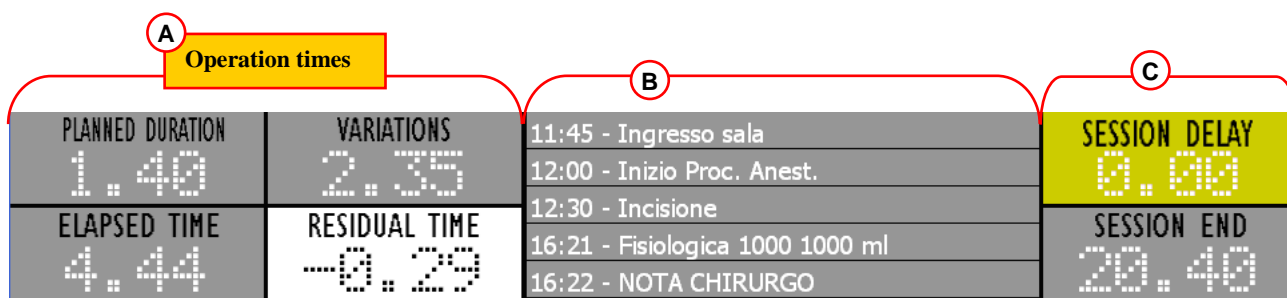 A
Operation times
B
C
PLANNED DURATION
1.40
VARIATIONS
2.35
ELAPSED TIME
4.44
RESIDUAL TIME
-0.29
11:45 - Ingresso sala
12:00 - Inizio Proc. Anest.
12:30 - Incisione
16:21 - Fisiologica 1000 1000 ml
16:22 - NOTA CHIRURGO
SESSION DELAY
0.00
SESSION END
20.40